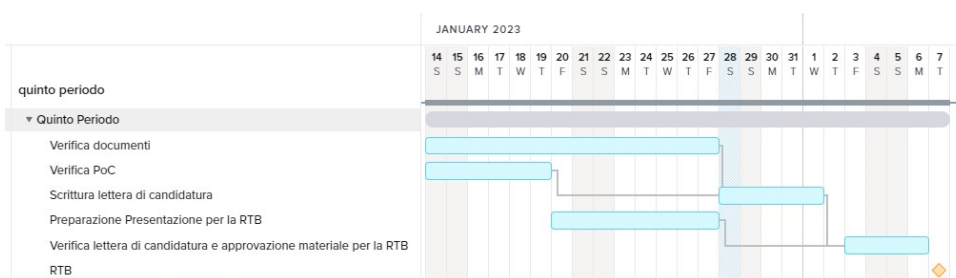 JANUARY 2023
14 15 16 17 18 19 20 21 22 23 24 25 26 27 28 29 30 31 1 2 3 4 5 6 7
S S M T W T F S S M T W T F S S M T W T F S S M T
quinto periodo
Quinto Periodo
Verifica documenti
Verifica PoC
Scrittura lettera di candidatura
Preparazione Presentazione per la RTB
Verifica lettera di candidatura e approvazione materiale per la RTB
RTB